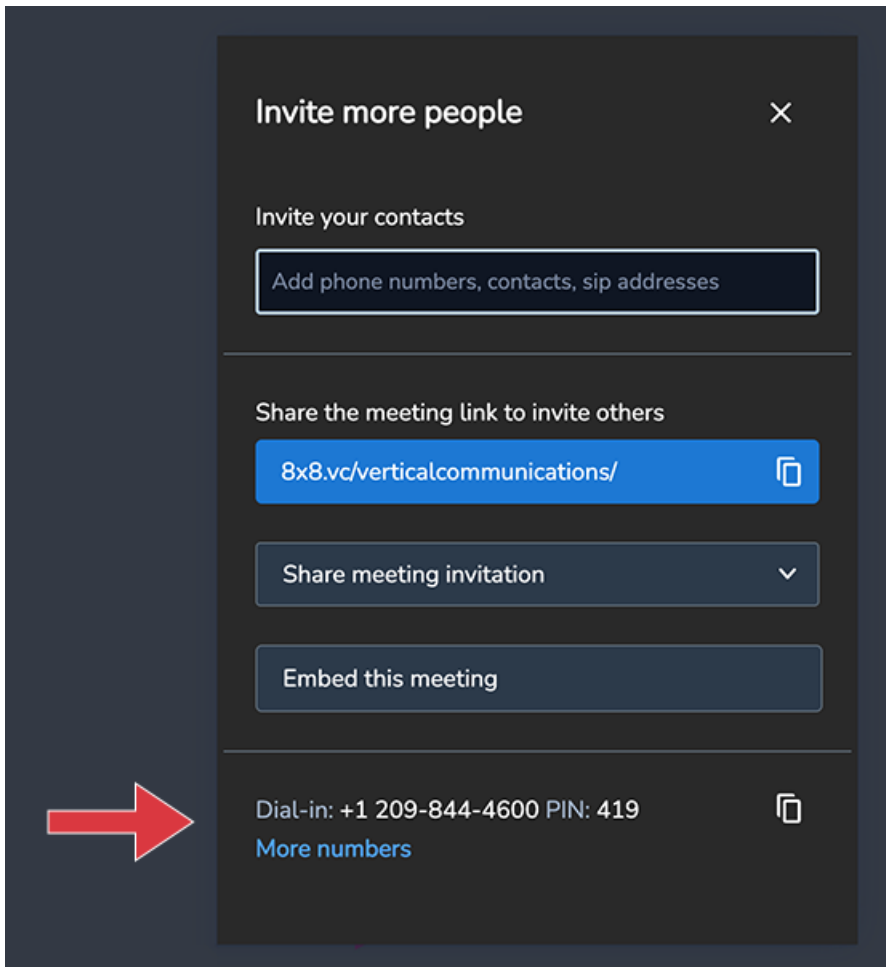 Invite more people
Invite your contacts
Add phone numbers, contacts, sip addresses
Share the meeting link to invite others
8x8.vc/verticalcommunications/
Share meeting invitation
Embed this meeting
Dial-in: +1 209-844-4600 PIN: 419
More numbers